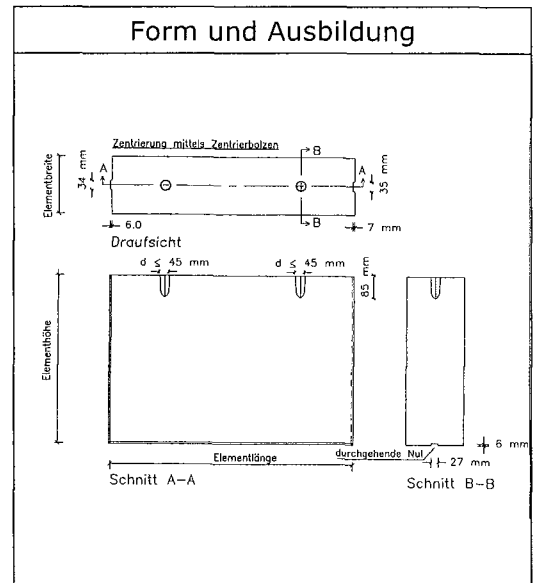 Form und Ausbildung
Zentrierung mittels Zentrierbolzen
B
A
A
Elementbreite
34 mm
35 mm
B
6.0
7 mm
Draufsicht
d ≤ 45 mm
d ≤ 45 mm
85 mm
Elementhöhe
Elementlänge
durchgehende Nut
6 mm
27 mm
Schnitt A-A
Schnitt B-B